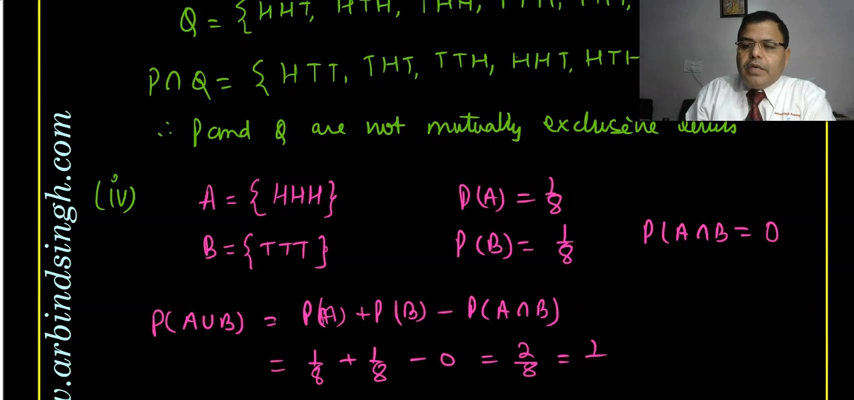 Q = { HHT, HTH, THH, TTH,
P∩Q = { HTT, THT, TTH, HHT, HTH
∴ P and Q are not mutually exclusive
(iv) A = {HHH} P(A) = 1/8
B = {TTT} P(B) = 1/8 P(A∩B = 0
P(A∪B) = P(A) + P(B) − P(A∩B)
= 1/8 + 1/8 − 0 = 2/8 = 1
w.arbindsingh.com